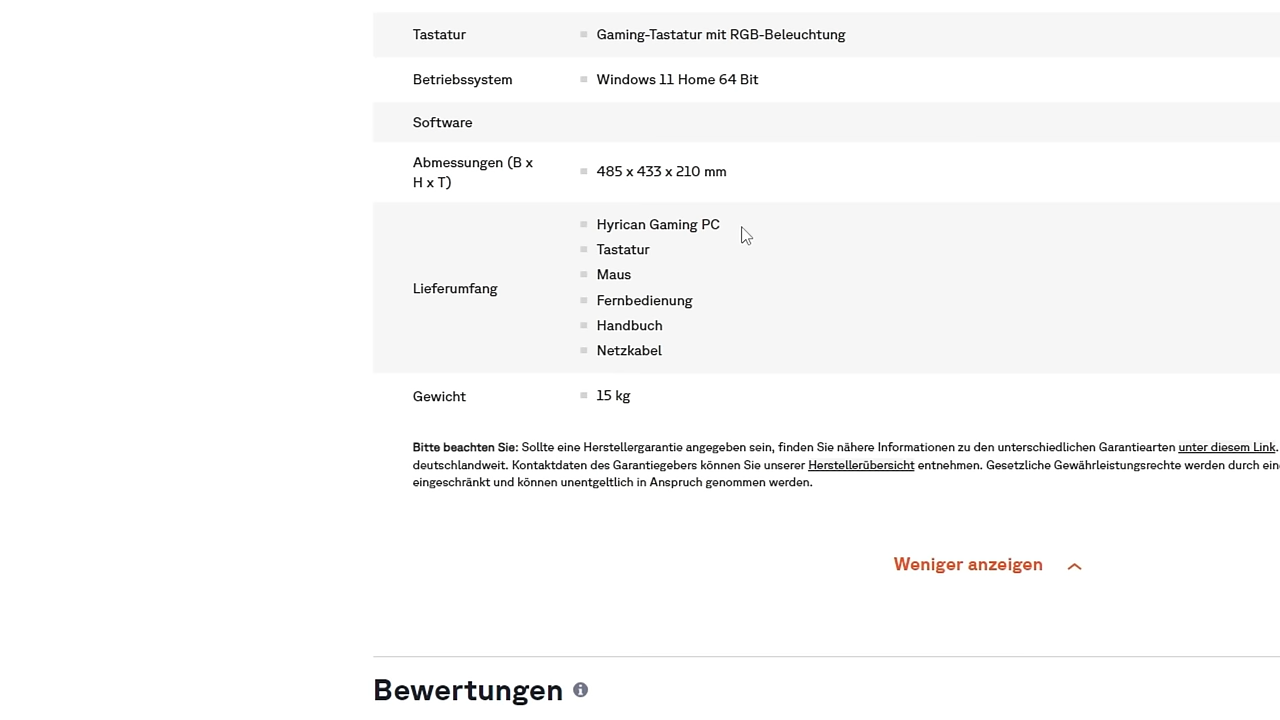 Tastatur
Gaming-Tastatur mit RGB-Beleuchtung
Betriebssystem
Windows 11 Home 64 Bit
Software
Abmessungen (B x
H x T)
485 x 433 x 210 mm
Lieferumfang
Hyrican Gaming PC
Tastatur
Maus
Fernbedienung
Handbuch
Netzkabel
Gewicht
15 kg
Bitte beachten Sie: Sollte eine Herstellergarantie angegeben sein, finden Sie nähere Informationen zu den unterschiedlichen Garantiearten unter diesem Link.
deutschlandweit. Kontaktdaten des Garantiegebers können Sie unserer Herstellerübersicht entnehmen. Gesetzliche Gewährleistungsrechte werden durch
eingeschränkt und können unentgeltlich in Anspruch genommen werden.
Weniger anzeigen
Bewertungen